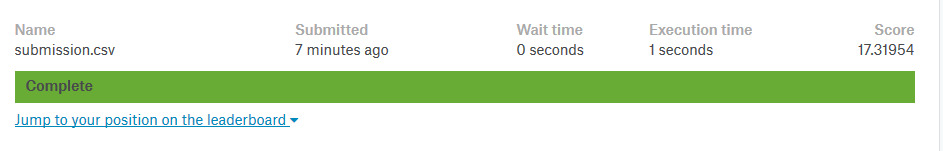 Name Submitted Wait time Execution time Score
submission.csv 7 minutes ago 0 seconds 1 seconds 17.31954
Complete
Jump to your position on the leaderboard